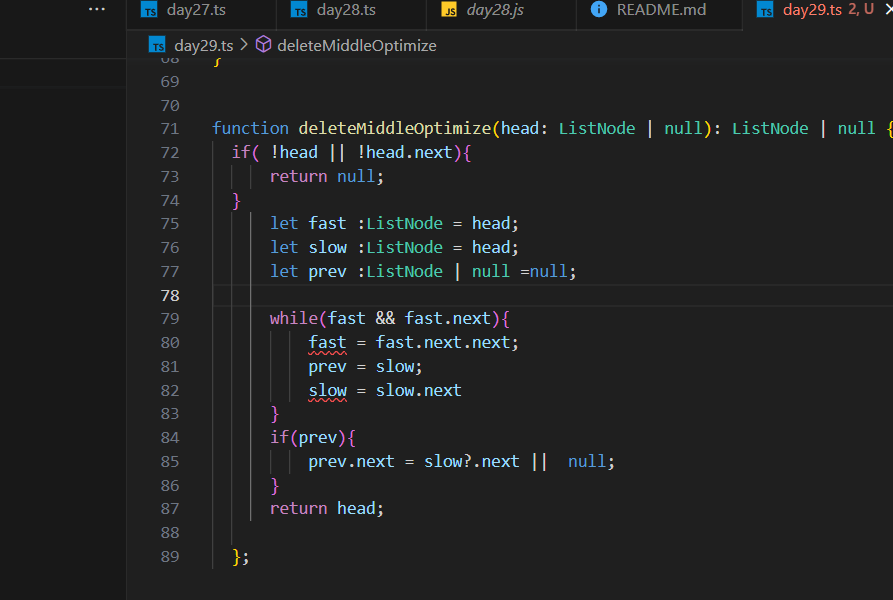 ··· TS day27.ts TS day28.ts JS day28.js README.md TS day29.ts 2, U
TS day29.ts > deleteMiddleOptimize
68 }
69
70
71 function deleteMiddleOptimize(head: ListNode | null): ListNode | null {
72 if( !head || !head.next){
73 return null;
74 }
75 let fast :ListNode = head;
76 let slow :ListNode = head;
77 let prev :ListNode | null =null;
78
79 while(fast && fast.next){
80 fast = fast.next.next;
81 prev = slow;
82 slow = slow.next
83 }
84 if(prev){
85 prev.next = slow?.next ||  null;
86 }
87 return head;
88
89 };